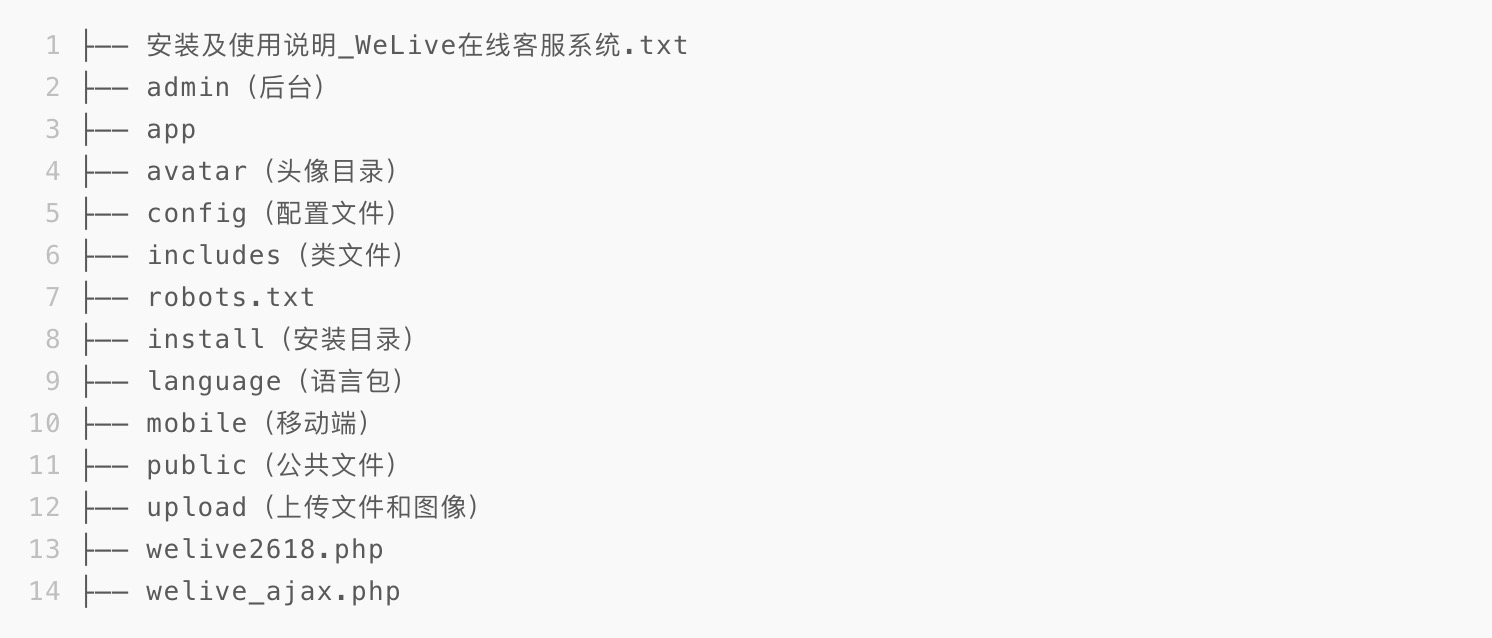 1 ├── 安装及使用说明_WeLive在线客服系统.txt
2 ├── admin（后台）
3 ├── app
4 ├── avatar（头像目录）
5 ├── config（配置文件）
6 ├── includes（类文件）
7 ├── robots.txt
8 ├── install（安装目录）
9 ├── language（语言包）
10 ├── mobile（移动端）
11 ├── public（公共文件）
12 ├── upload（上传文件和图像）
13 ├── welive2618.php
14 ├── welive_ajax.php